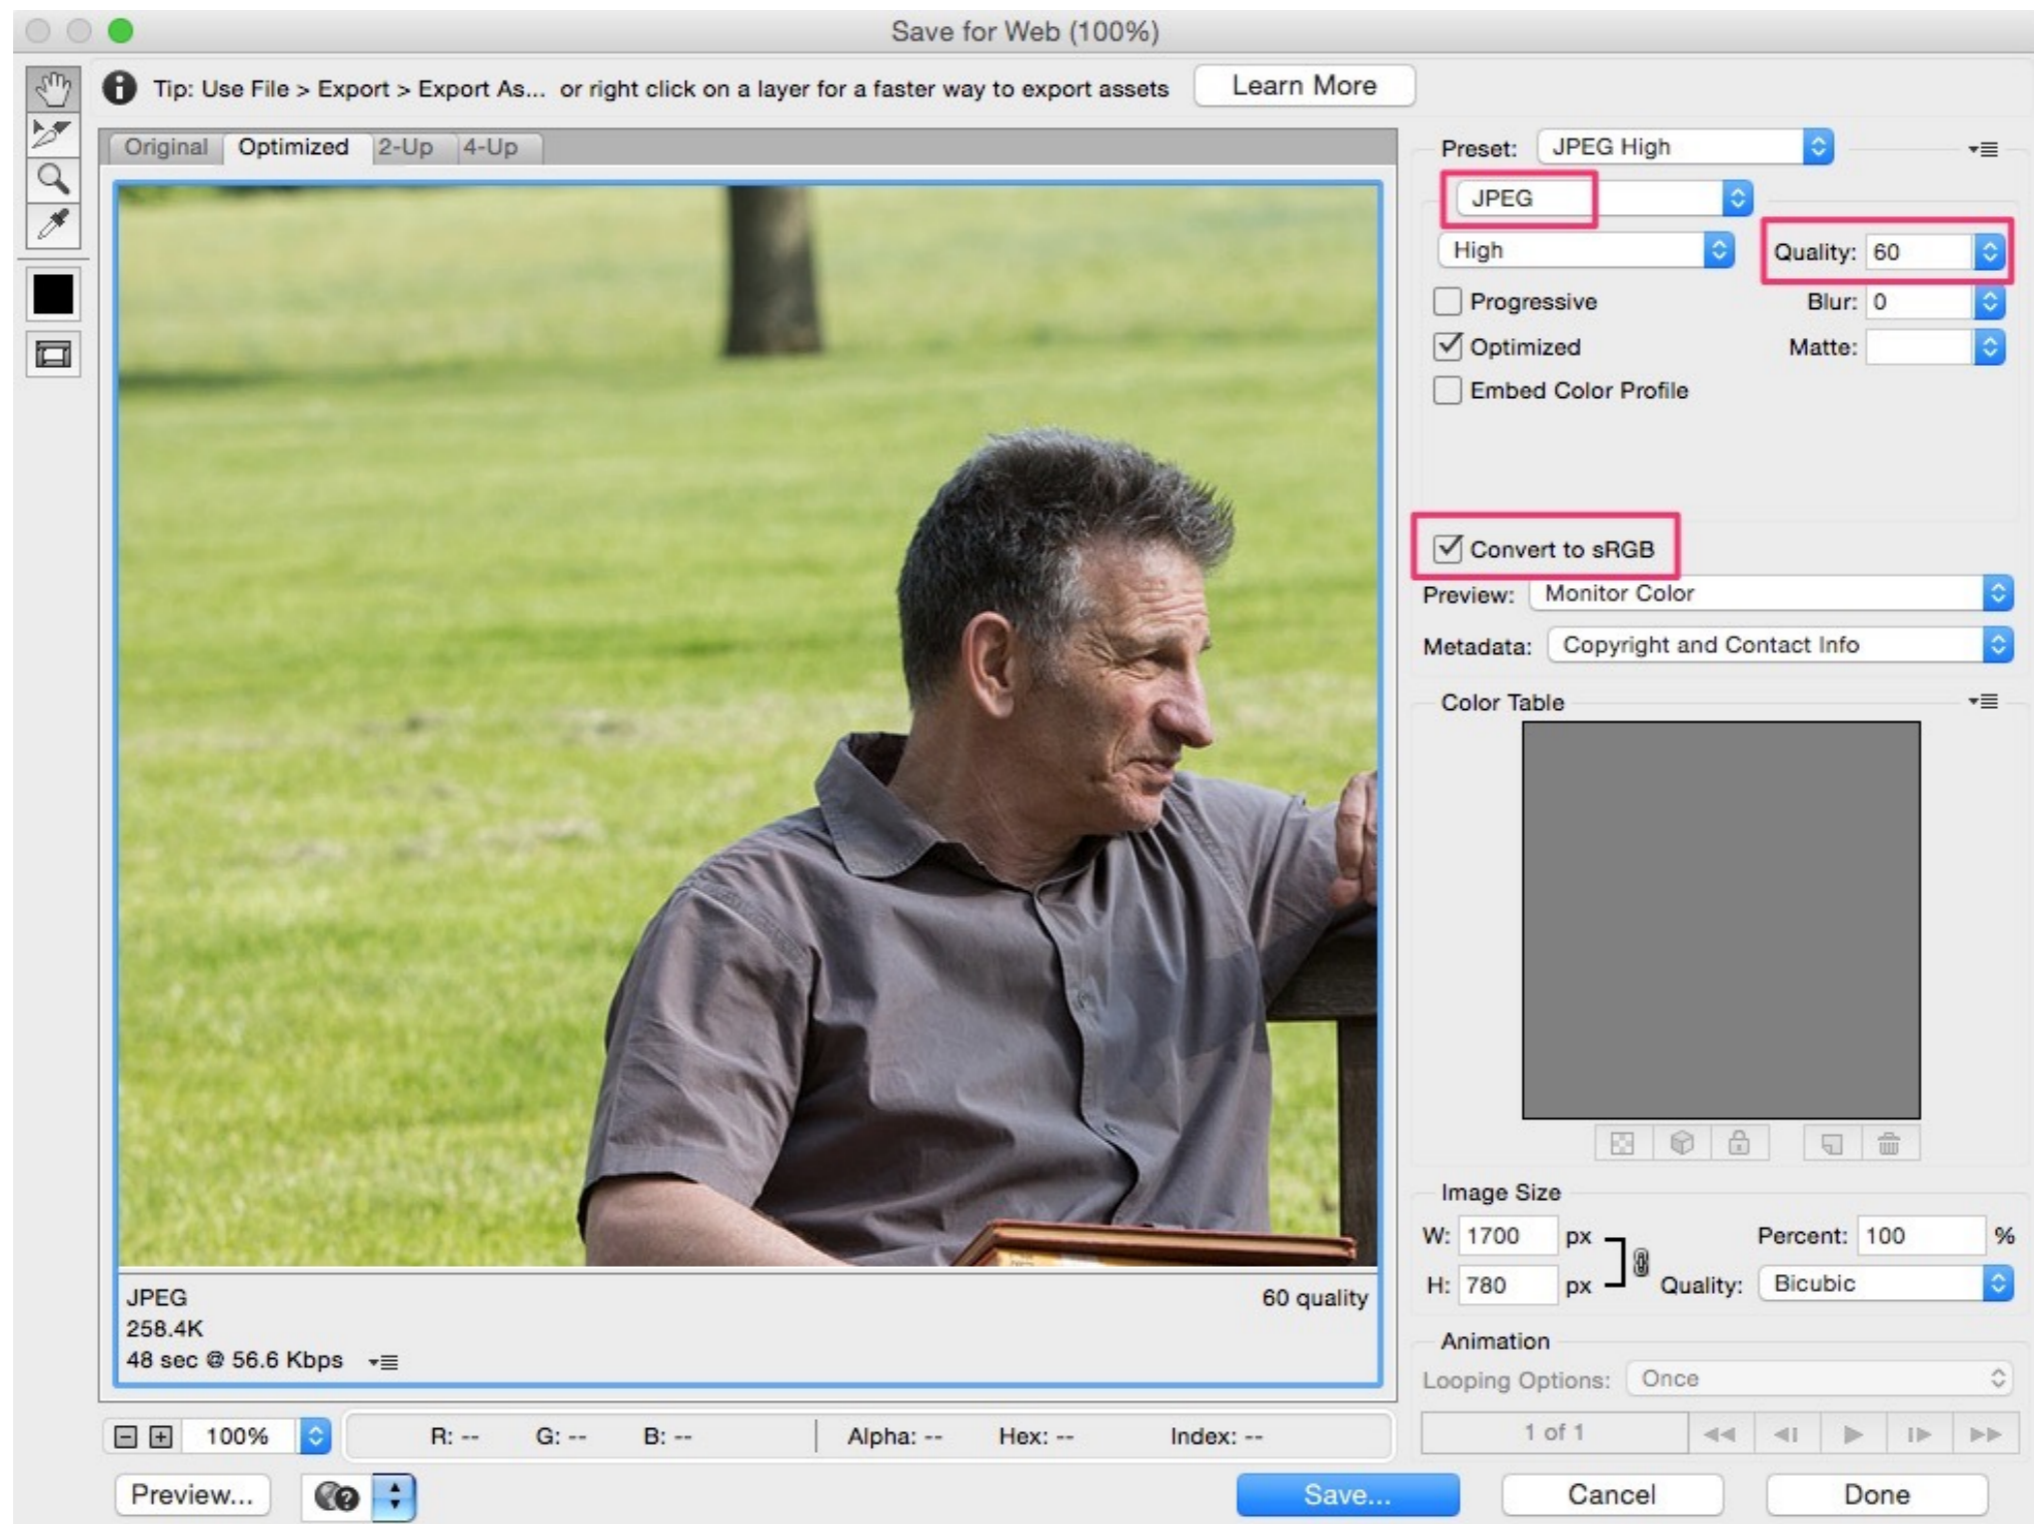 Save for Web (100%)
Tip: Use File > Export > Export As... or right click on a layer for a faster way to export assets
Learn More
Original Optimized 2-Up 4-Up
Preset: JPEG High
JPEG
High
Quality: 60
Progressive
Blur: 0
Optimized
Matte:
Embed Color Profile
Convert to sRGB
Preview: Monitor Color
Metadata: Copyright and Contact Info
Color Table
Image Size
W: 1700 px
Percent: 100 %
H: 780 px
Quality: Bicubic
Animation
Looping Options: Once
1 of 1
JPEG
60 quality
258.4K
48 sec @ 56.6 Kbps
100%
R: -- G: -- B: -- Alpha: -- Hex: -- Index: --
Preview... Save... Cancel Done